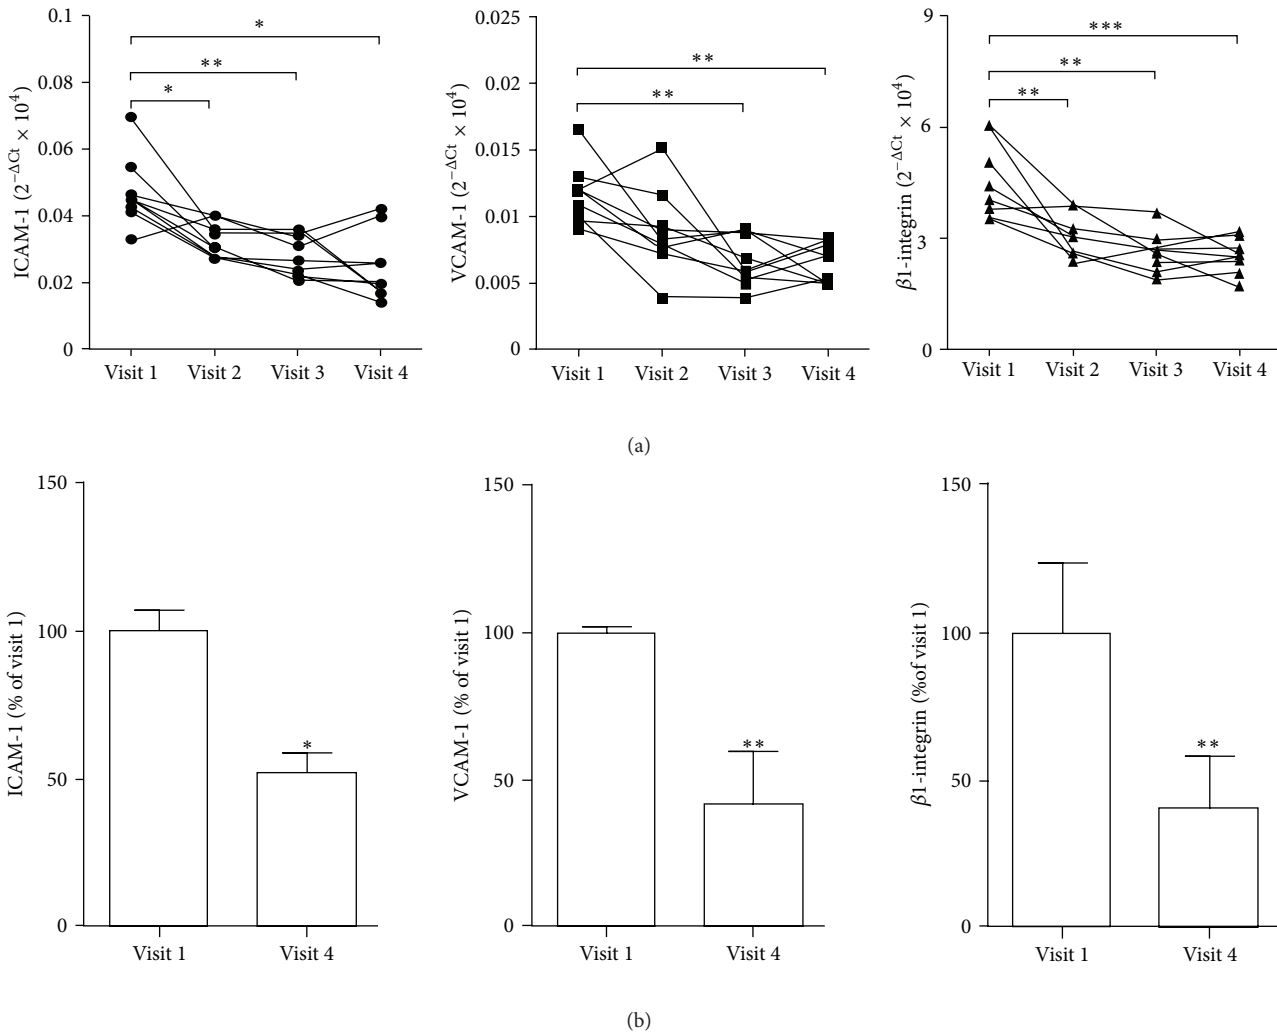 ICAM-1 (2^−ΔCt × 10^4)
0.1
0.08
0.06
0.04
0.02
0
*
**
*
Visit 1 Visit 2 Visit 3 Visit 4
VCAM-1 (2^−ΔCt × 10^4)
0.025
0.02
0.015
0.01
0.005
0
**
**
Visit 1 Visit 2 Visit 3 Visit 4
β1-integrin (2^−ΔCt × 10^4)
9
6
3
0
***
**
**
Visit 1 Visit 2 Visit 3 Visit 4
(a)
ICAM-1 (% of visit 1)
150
100
50
0
*
Visit 1 Visit 4
VCAM-1 (% of visit 1)
150
100
50
0
**
Visit 1 Visit 4
β1-integrin (%of visit 1)
150
100
50
0
**
Visit 1 Visit 4
(b)